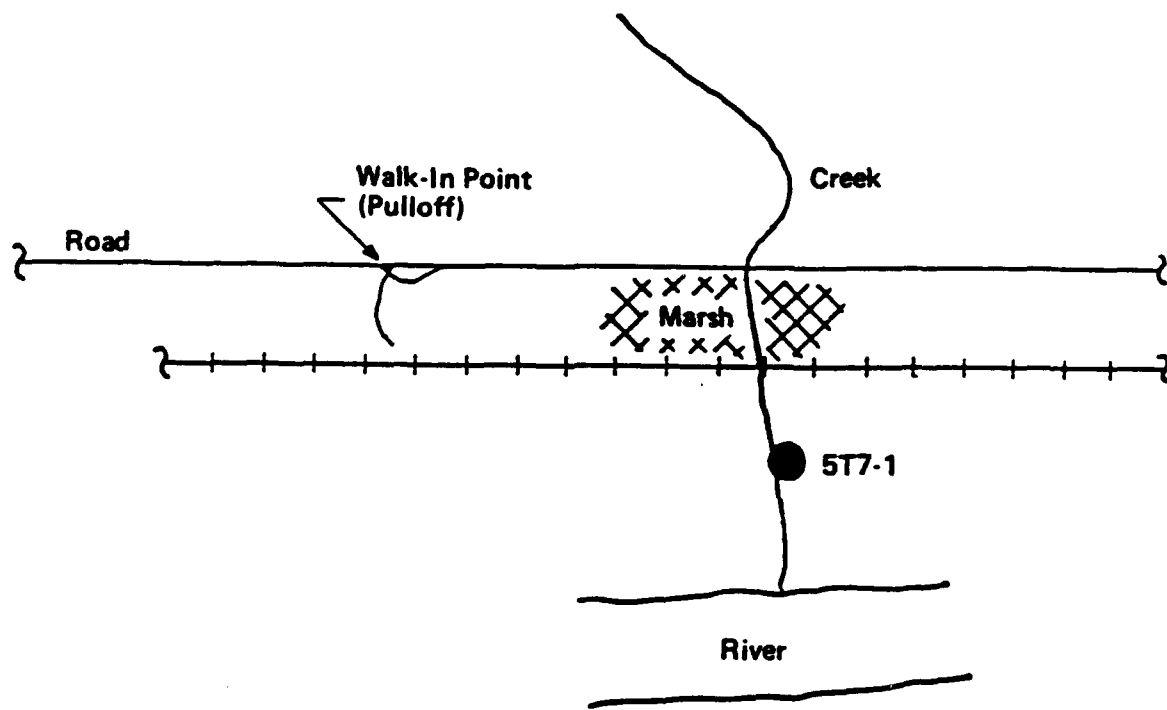 Walk-In Point
(Pulloff)
Creek
Road
Marsh
5T7-1
River